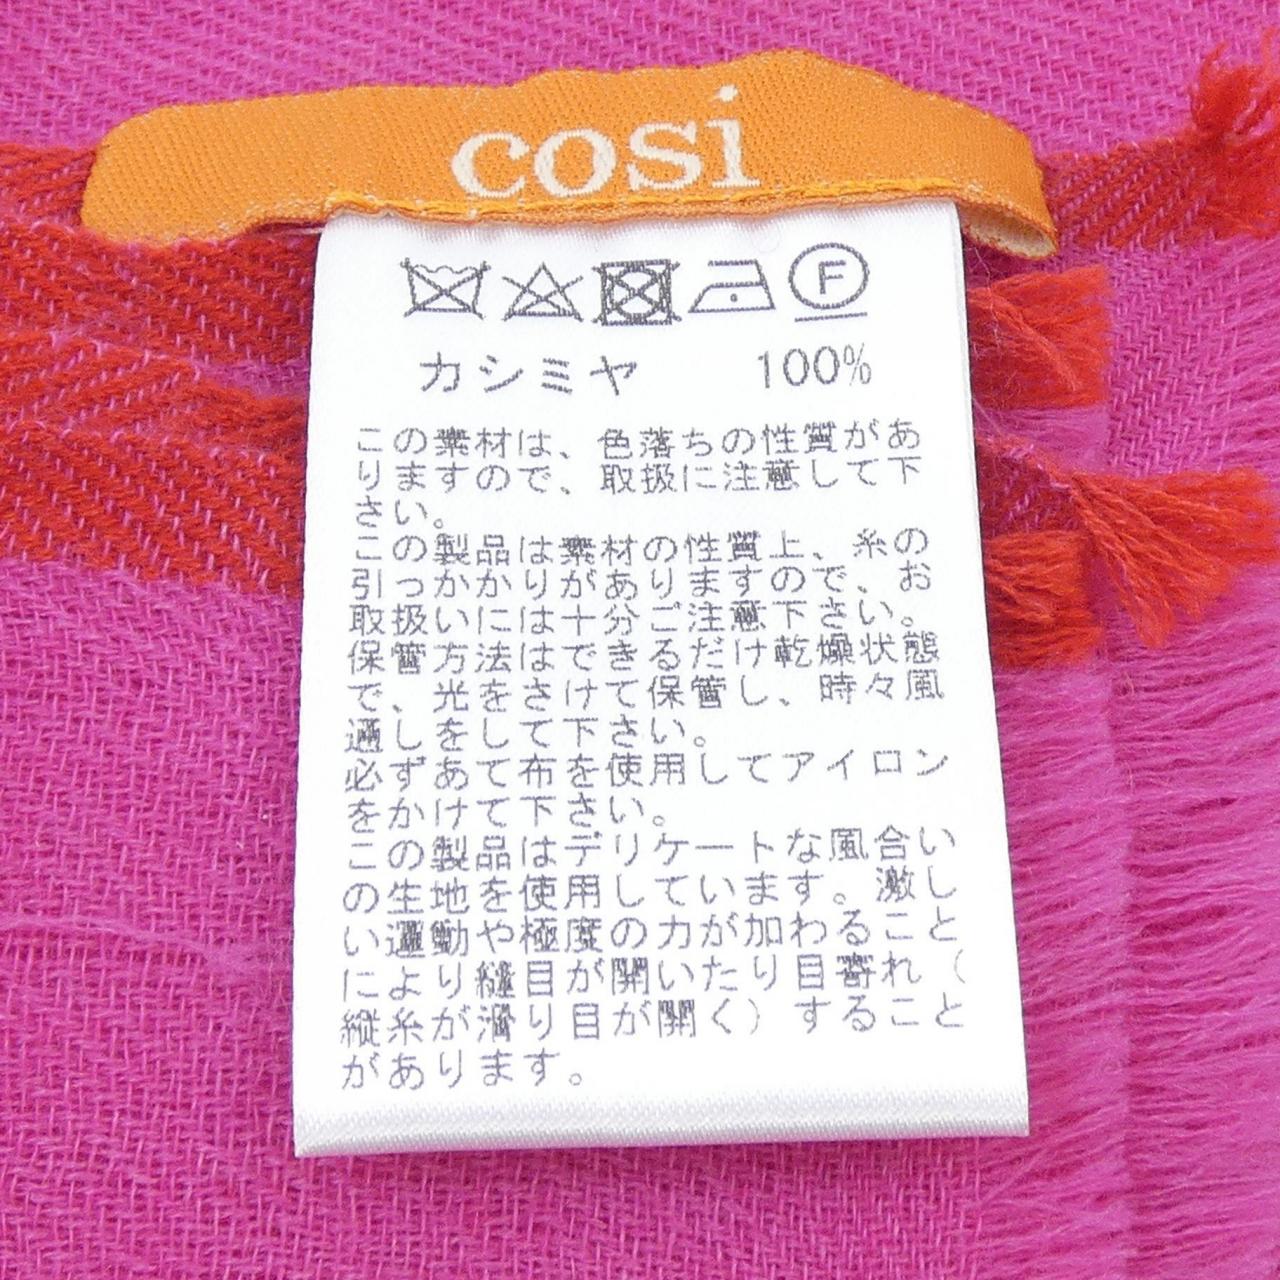 cosi
F
カシミヤ 100%
この素材は、色落ちの性質があ
りますので、取扱に注意して下
さい。
この製品は素材の性質上、糸の
引っかかりがありますので、お
取扱いには十分ご注意下さい。
保管方法はできるだけ乾燥状態
で、光をさけて保管し、時々風
通しをして下さい。
必ずあて布を使用してアイロン
をかけて下さい。
この製品はデリケートな風合い
の生地を使用しています。激し
い運動や極度の力が加わること
により縫目が開いたり目寄れ（
縦糸が滑り目が開く）すること
があります。